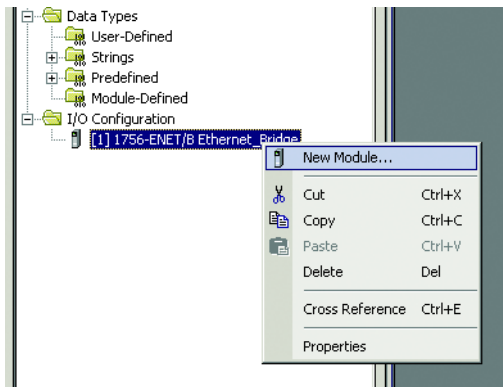 Data Types
User-Defined
Strings
Predefined
Module-Defined
I/O Configuration
[1] 1756-ENET/B Ethernet_Bridge
New Module...
Cut Ctrl+X
Copy Ctrl+C
Paste Ctrl+V
Delete Del
Cross Reference Ctrl+E
Properties